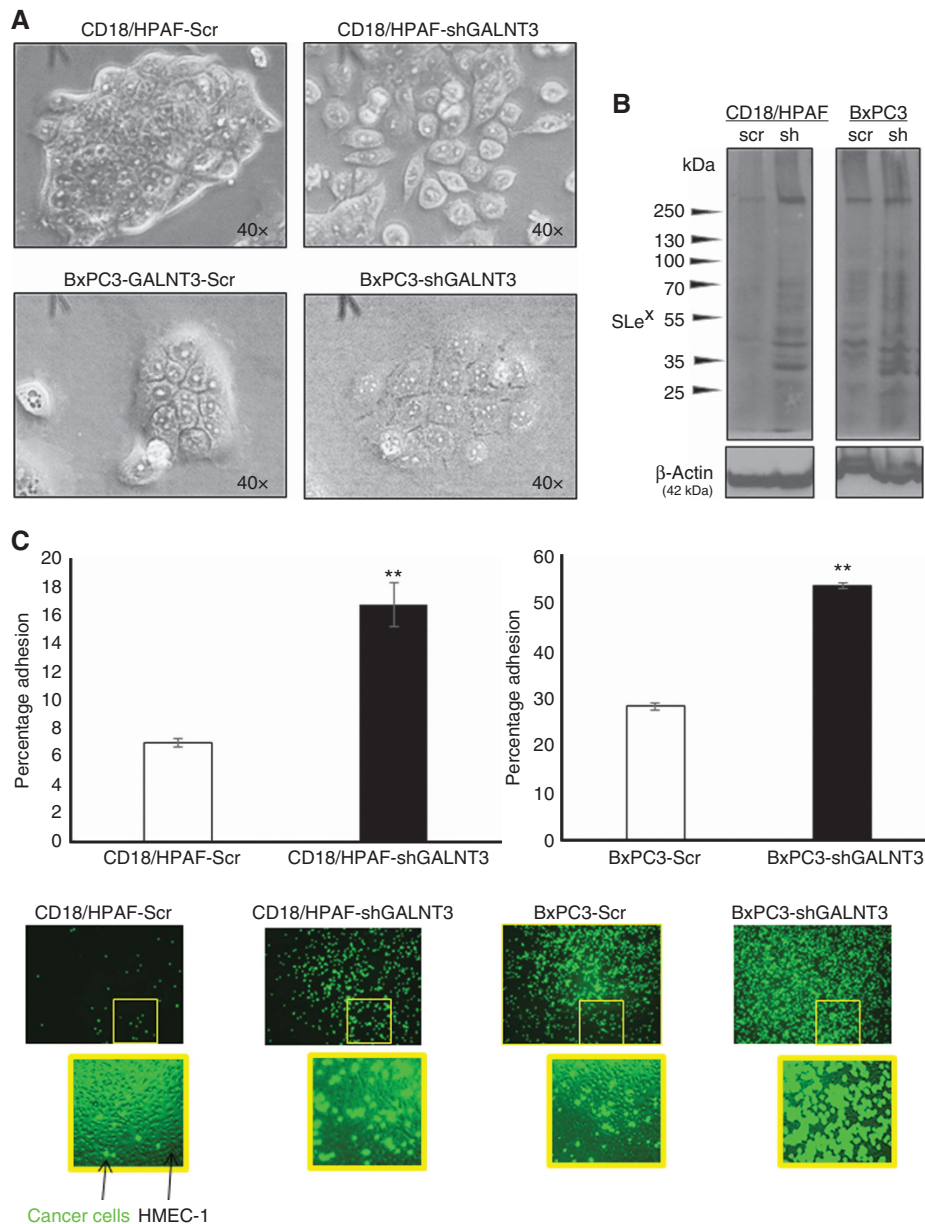 A
CD18/HPAF-Scr
CD18/HPAF-shGALNT3
40×
40×
BxPC3-GALNT3-Scr
BxPC3-shGALNT3
40×
40×
B
CD18/HPAF
BxPC3
scr
sh
scr
sh
kDa
250
130
100
70
55
35
25
SLeˣ
β-Actin
(42 kDa)
C
Percentage adhesion
20
18
16
14
12
10
8
6
4
2
0
**
CD18/HPAF-Scr
CD18/HPAF-shGALNT3
Percentage adhesion
60
50
40
30
20
10
0
**
BxPC3-Scr
BxPC3-shGALNT3
CD18/HPAF-Scr
CD18/HPAF-shGALNT3
BxPC3-Scr
BxPC3-shGALNT3
Cancer cells
HMEC-1